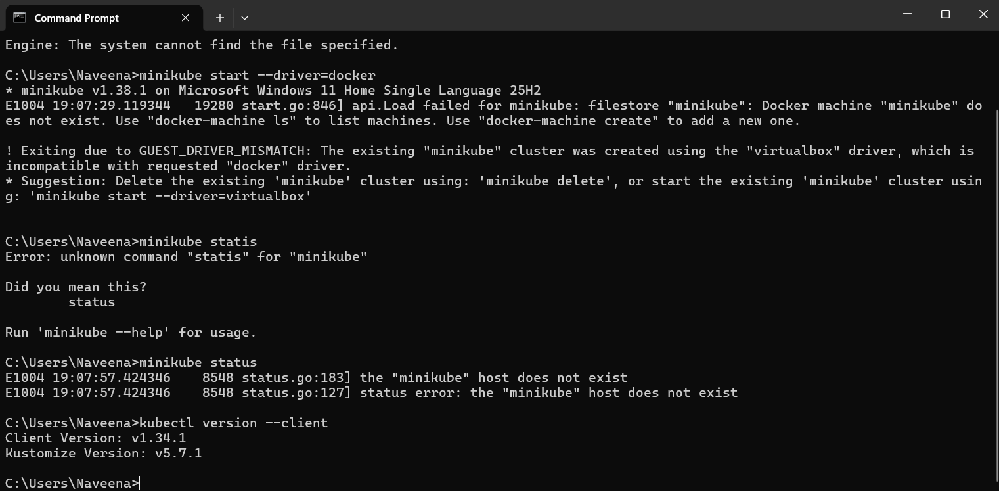 Command Prompt
Engine: The system cannot find the file specified.
C:\Users\Naveena>minikube start --driver=docker
* minikube v1.38.1 on Microsoft Windows 11 Home Single Language 25H2
E1004 19:07:29.119344   19280 start.go:846] api.Load failed for minikube: filestore "minikube": Docker machine "minikube" do
es not exist. Use "docker-machine ls" to list machines. Use "docker-machine create" to add a new one.
! Exiting due to GUEST_DRIVER_MISMATCH: The existing "minikube" cluster was created using the "virtualbox" driver, which is
incompatible with requested "docker" driver.
* Suggestion: Delete the existing 'minikube' cluster using: 'minikube delete', or start the existing 'minikube' cluster usin
g: 'minikube start --driver=virtualbox'
C:\Users\Naveena>minikube statis
Error: unknown command "statis" for "minikube"
Did you mean this?
        status
Run 'minikube --help' for usage.
C:\Users\Naveena>minikube status
E1004 19:07:57.424346    8548 status.go:183] the "minikube" host does not exist
E1004 19:07:57.424346    8548 status.go:127] status error: the "minikube" host does not exist
C:\Users\Naveena>kubectl version --client
Client Version: v1.34.1
Kustomize Version: v5.7.1
C:\Users\Naveena>